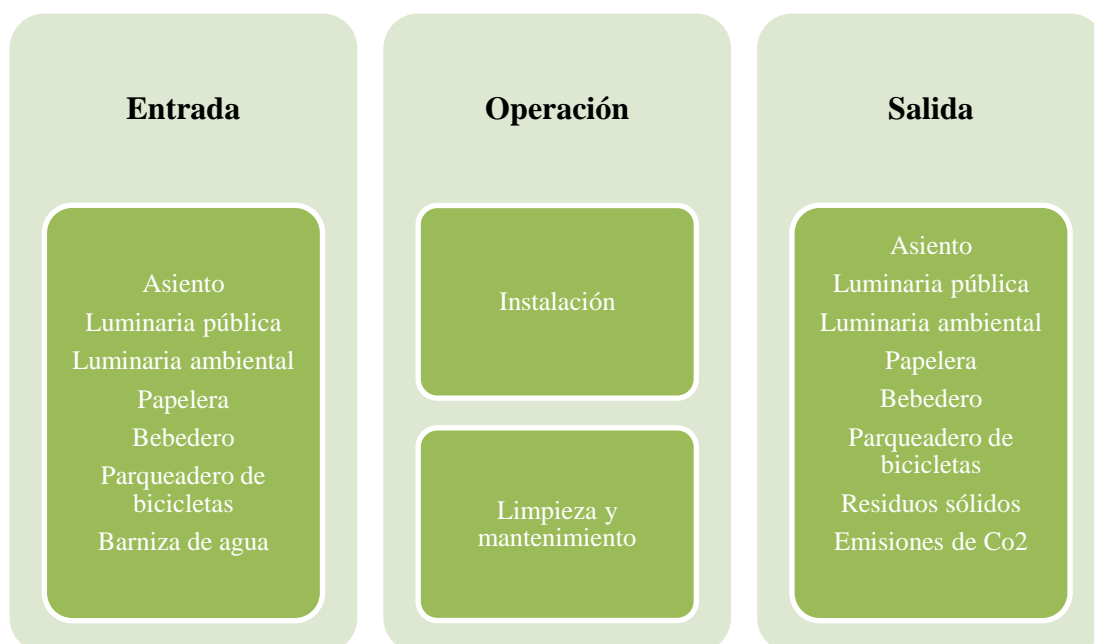 Entrada
Asiento
Luminaria pública
Luminaria ambiental
Papelera
Bebedero
Parqueadero de
bicicletas
Barniza de agua
Operación
Instalación
Limpieza y
mantenimiento
Salida
Asiento
Luminaria pública
Luminaria ambiental
Papelera
Bebedero
Parqueadero de
bicicletas
Residuos sólidos
Emisiones de Co2